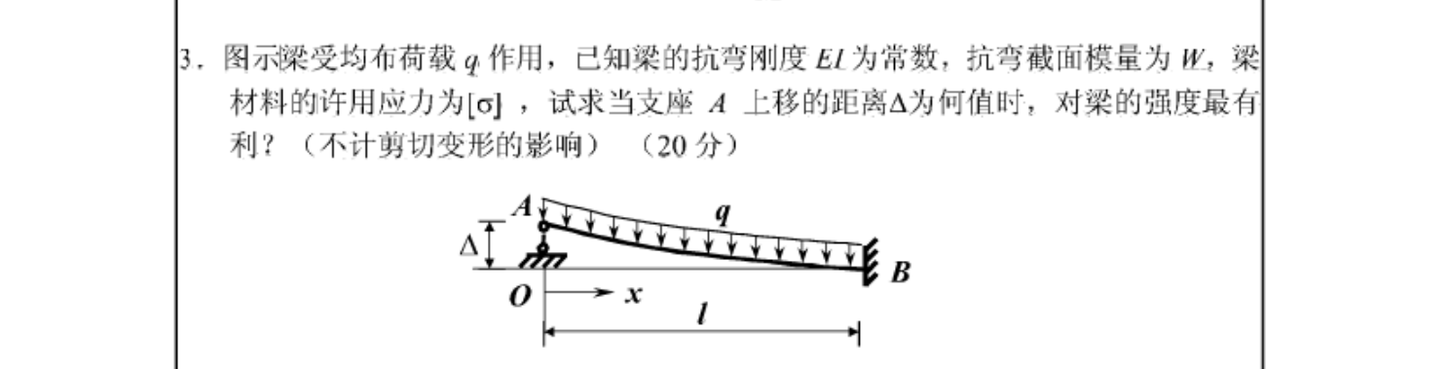 3. 图示梁受均布荷载 q 作用，已知梁的抗弯刚度 EI 为常数，抗弯截面模量为 W，梁
材料的许用应力为[σ]，试求当支座 A 上移的距离Δ为何值时，对梁的强度最有
利？（不计剪切变形的影响）（20 分）
A
q
Δ
B
O
x
l